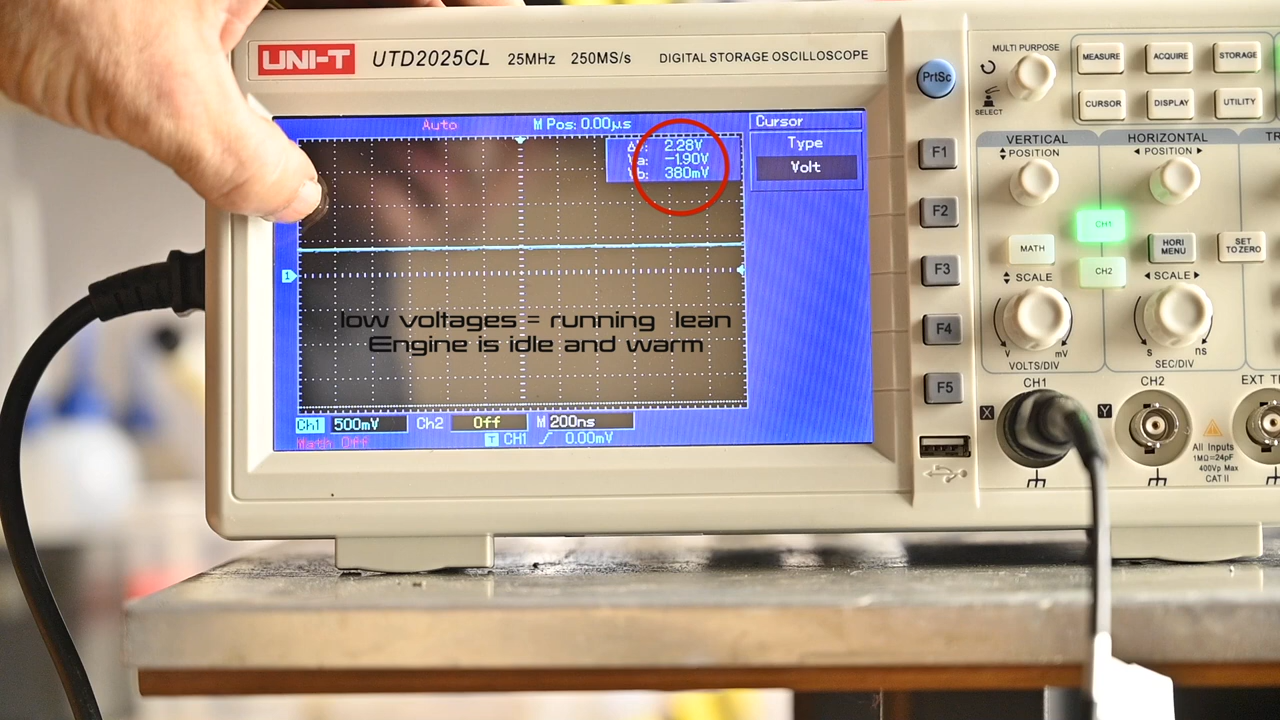 UNI-T UTD2025CL 25MHz 250MS/s DIGITAL STORAGE OSCILLOSCOPE
Auto M Pos: 0.00μs Cursor
2.28V
Va: -1.90V
Vb: 380mV
Type
Volt
1
low voltages = running lean
Engine is idle and warm
Ch1 500mV Ch2 Off M 200ns
Math Off T CH1 0.00mV
PrtSc
F1
F2
F3
F4
F5
MULTI PURPOSE
SELECT
MEASURE ACQUIRE STORAGE
CURSOR DISPLAY UTILITY
VERTICAL HORIZONTAL
POSITION POSITION
CH1
MATH HORI MENU SET TO ZERO
CH2
SCALE SCALE
V mV s ns
VOLTS/DIV SEC/DIV
CH1 CH2
X Y
All Inputs
1MΩ=24pF
400Vp Max
CAT II